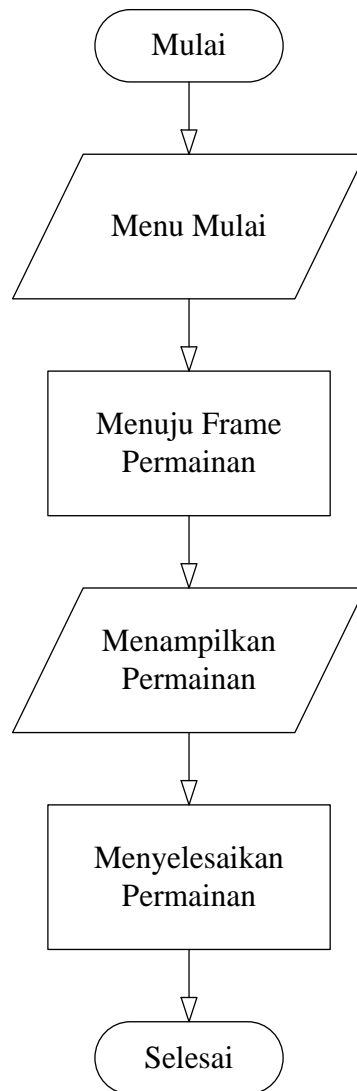 Mulai
Menu Mulai
Menuju Frame
Permainan
Menampilkan
Permainan
Menyelesaikan
Permainan
Selesai